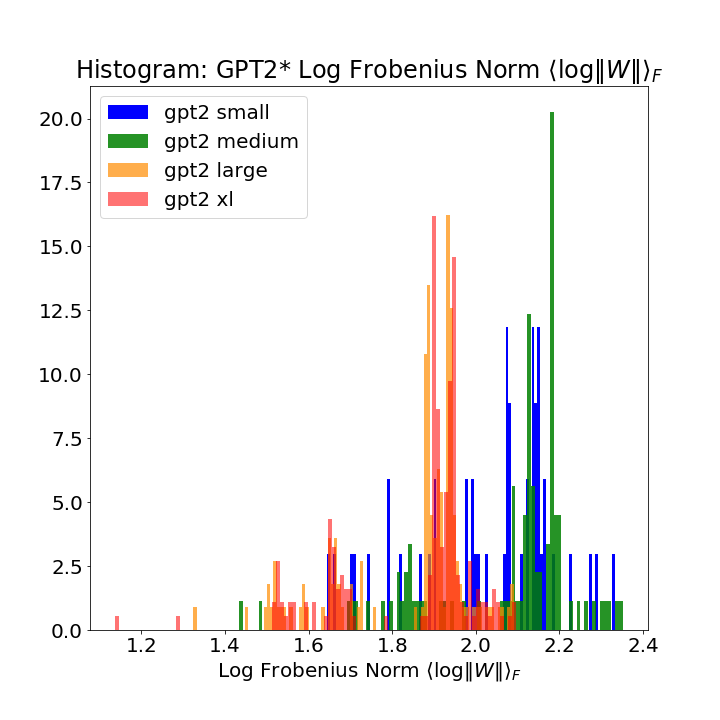 Histogram: GPT2* Log Frobenius Norm ⟨log‖W‖⟩_F
gpt2 small
gpt2 medium
gpt2 large
gpt2 xl
20.0
17.5
15.0
12.5
10.0
7.5
5.0
2.5
0.0
1.2 1.4 1.6 1.8 2.0 2.2 2.4
Log Frobenius Norm ⟨log‖W‖⟩_F